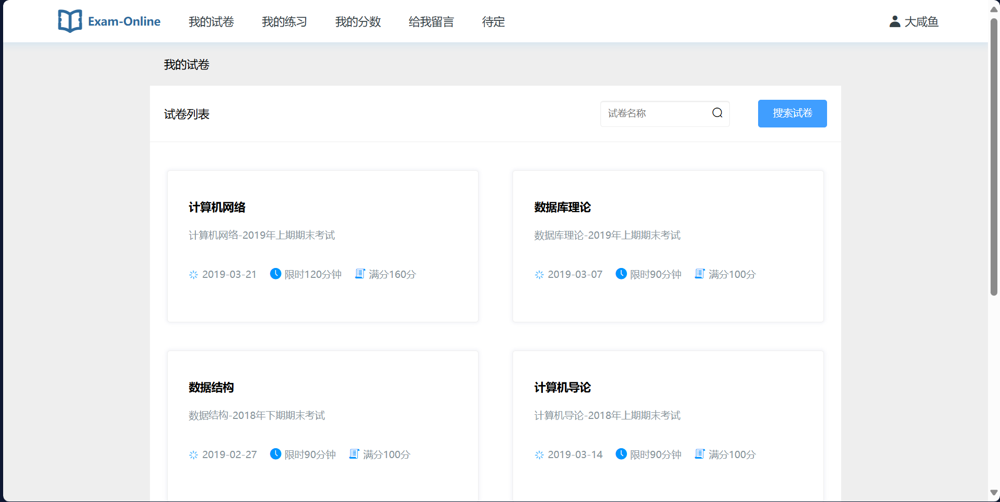 Exam-Online 我的试卷 我的练习 我的分数 给我留言 待定 大咸鱼
我的试卷
试卷列表 试卷名称 搜索试卷
计算机网络
计算机网络-2019年上期期末考试
2019-03-21 限时120分钟 满分160分
数据库理论
数据库理论-2019年上期期末考试
2019-03-07 限时90分钟 满分100分
数据结构
数据结构-2018年下期期末考试
2019-02-27 限时90分钟 满分100分
计算机导论
计算机导论-2018年上期期末考试
2019-03-14 限时90分钟 满分100分